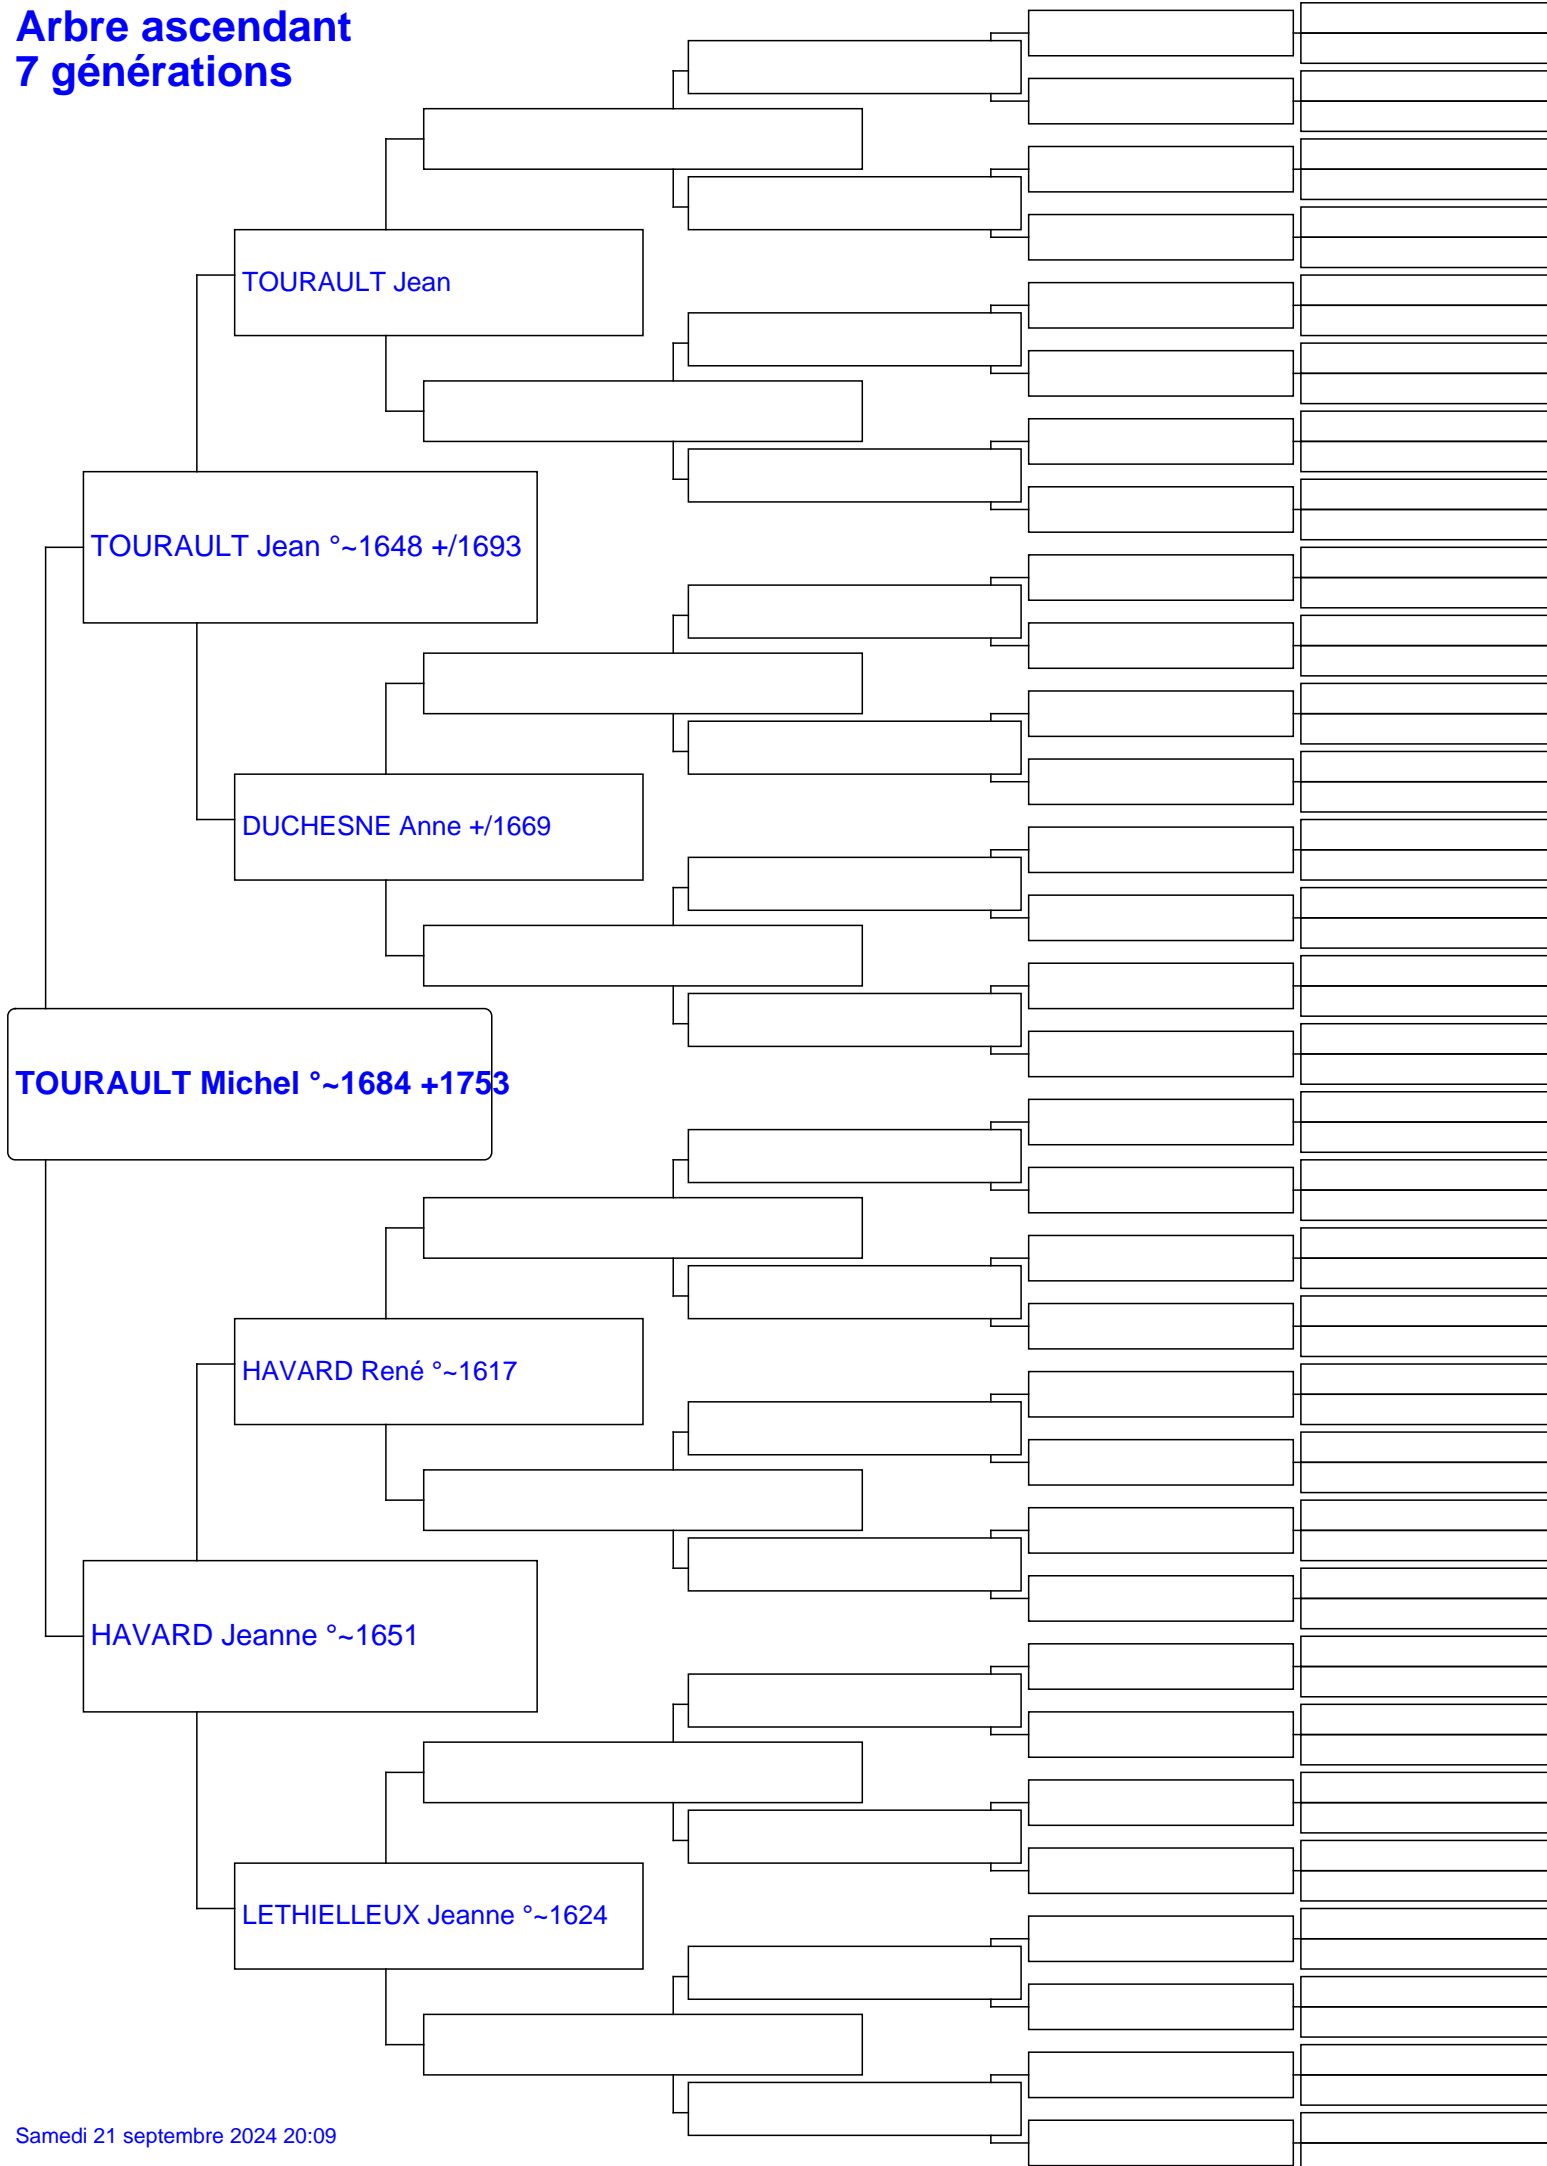 Arbre ascendant
7 générations
TOURAULT Jean
TOURAULT Jean °~1648 +/1693
DUCHESNE Anne +/1669
TOURAULT Michel °~1684 +1753
HAVARD René °~1617
HAVARD Jeanne °~1651
LETHIELLEUX Jeanne °~1624
Samedi 21 septembre 2024 20:09